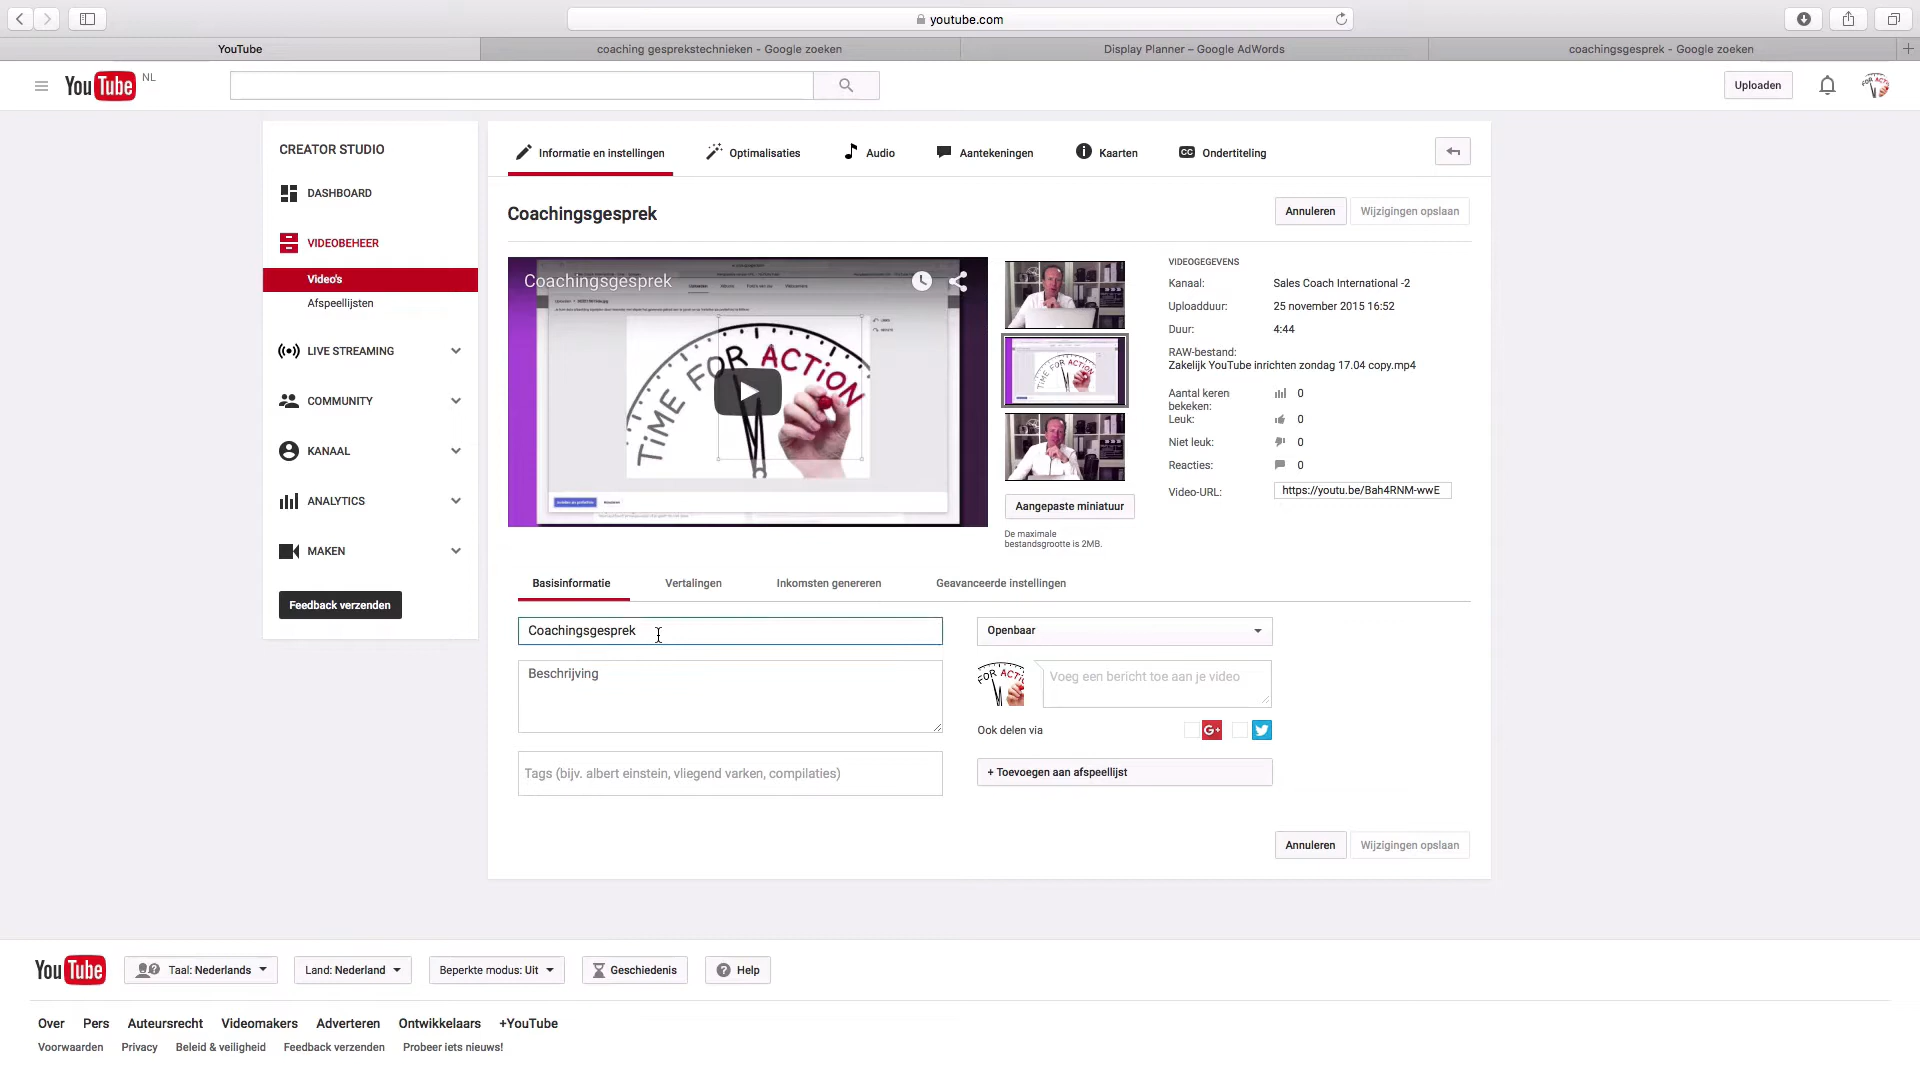 youtube.com
YouTube
coaching gesprekstechnieken - Google zoeken
Display Planner – Google AdWords
coachingsgesprek - Google zoeken
YouTube NL
Uploaden
CREATOR STUDIO
DASHBOARD
VIDEOBEHEER
Video's
Afspeellijsten
LIVE STREAMING
COMMUNITY
KANAAL
ANALYTICS
MAKEN
Feedback verzenden
Informatie en instellingen
Optimalisaties
Audio
Aantekeningen
Kaarten
CC Ondertiteling
Coachingsgesprek
Annuleren
Wijzigingen opslaan
Coachingsgesprek
TiME FOR ACTiON
Aangepaste miniatuur
De maximale
bestandsgrootte is 2MB.
VIDEOGEGEVENS
Kanaal: Sales Coach International -2
Uploadduur: 25 november 2015 16:52
Duur: 4:44
RAW-bestand:
Zakelijk YouTube inrichten zondag 17.04 copy.mp4
Aantal keren
bekeken: 0
Leuk: 0
Niet leuk: 0
Reacties: 0
Video-URL: https://youtu.be/Bah4RNM-wwE
Basisinformatie
Vertalingen
Inkomsten genereren
Geavanceerde instellingen
Coachingsgesprek
Beschrijving
Tags (bijv. albert einstein, vliegend varken, compilaties)
Openbaar
FOR ACTi
Voeg een bericht toe aan je video
Ook delen via G+
+ Toevoegen aan afspeellijst
Annuleren
Wijzigingen opslaan
YouTube
Taal: Nederlands
Land: Nederland
Beperkte modus: Uit
Geschiedenis
Help
Over Pers Auteursrecht Videomakers Adverteren Ontwikkelaars +YouTube
Voorwaarden Privacy Beleid & veiligheid Feedback verzenden Probeer iets nieuws!